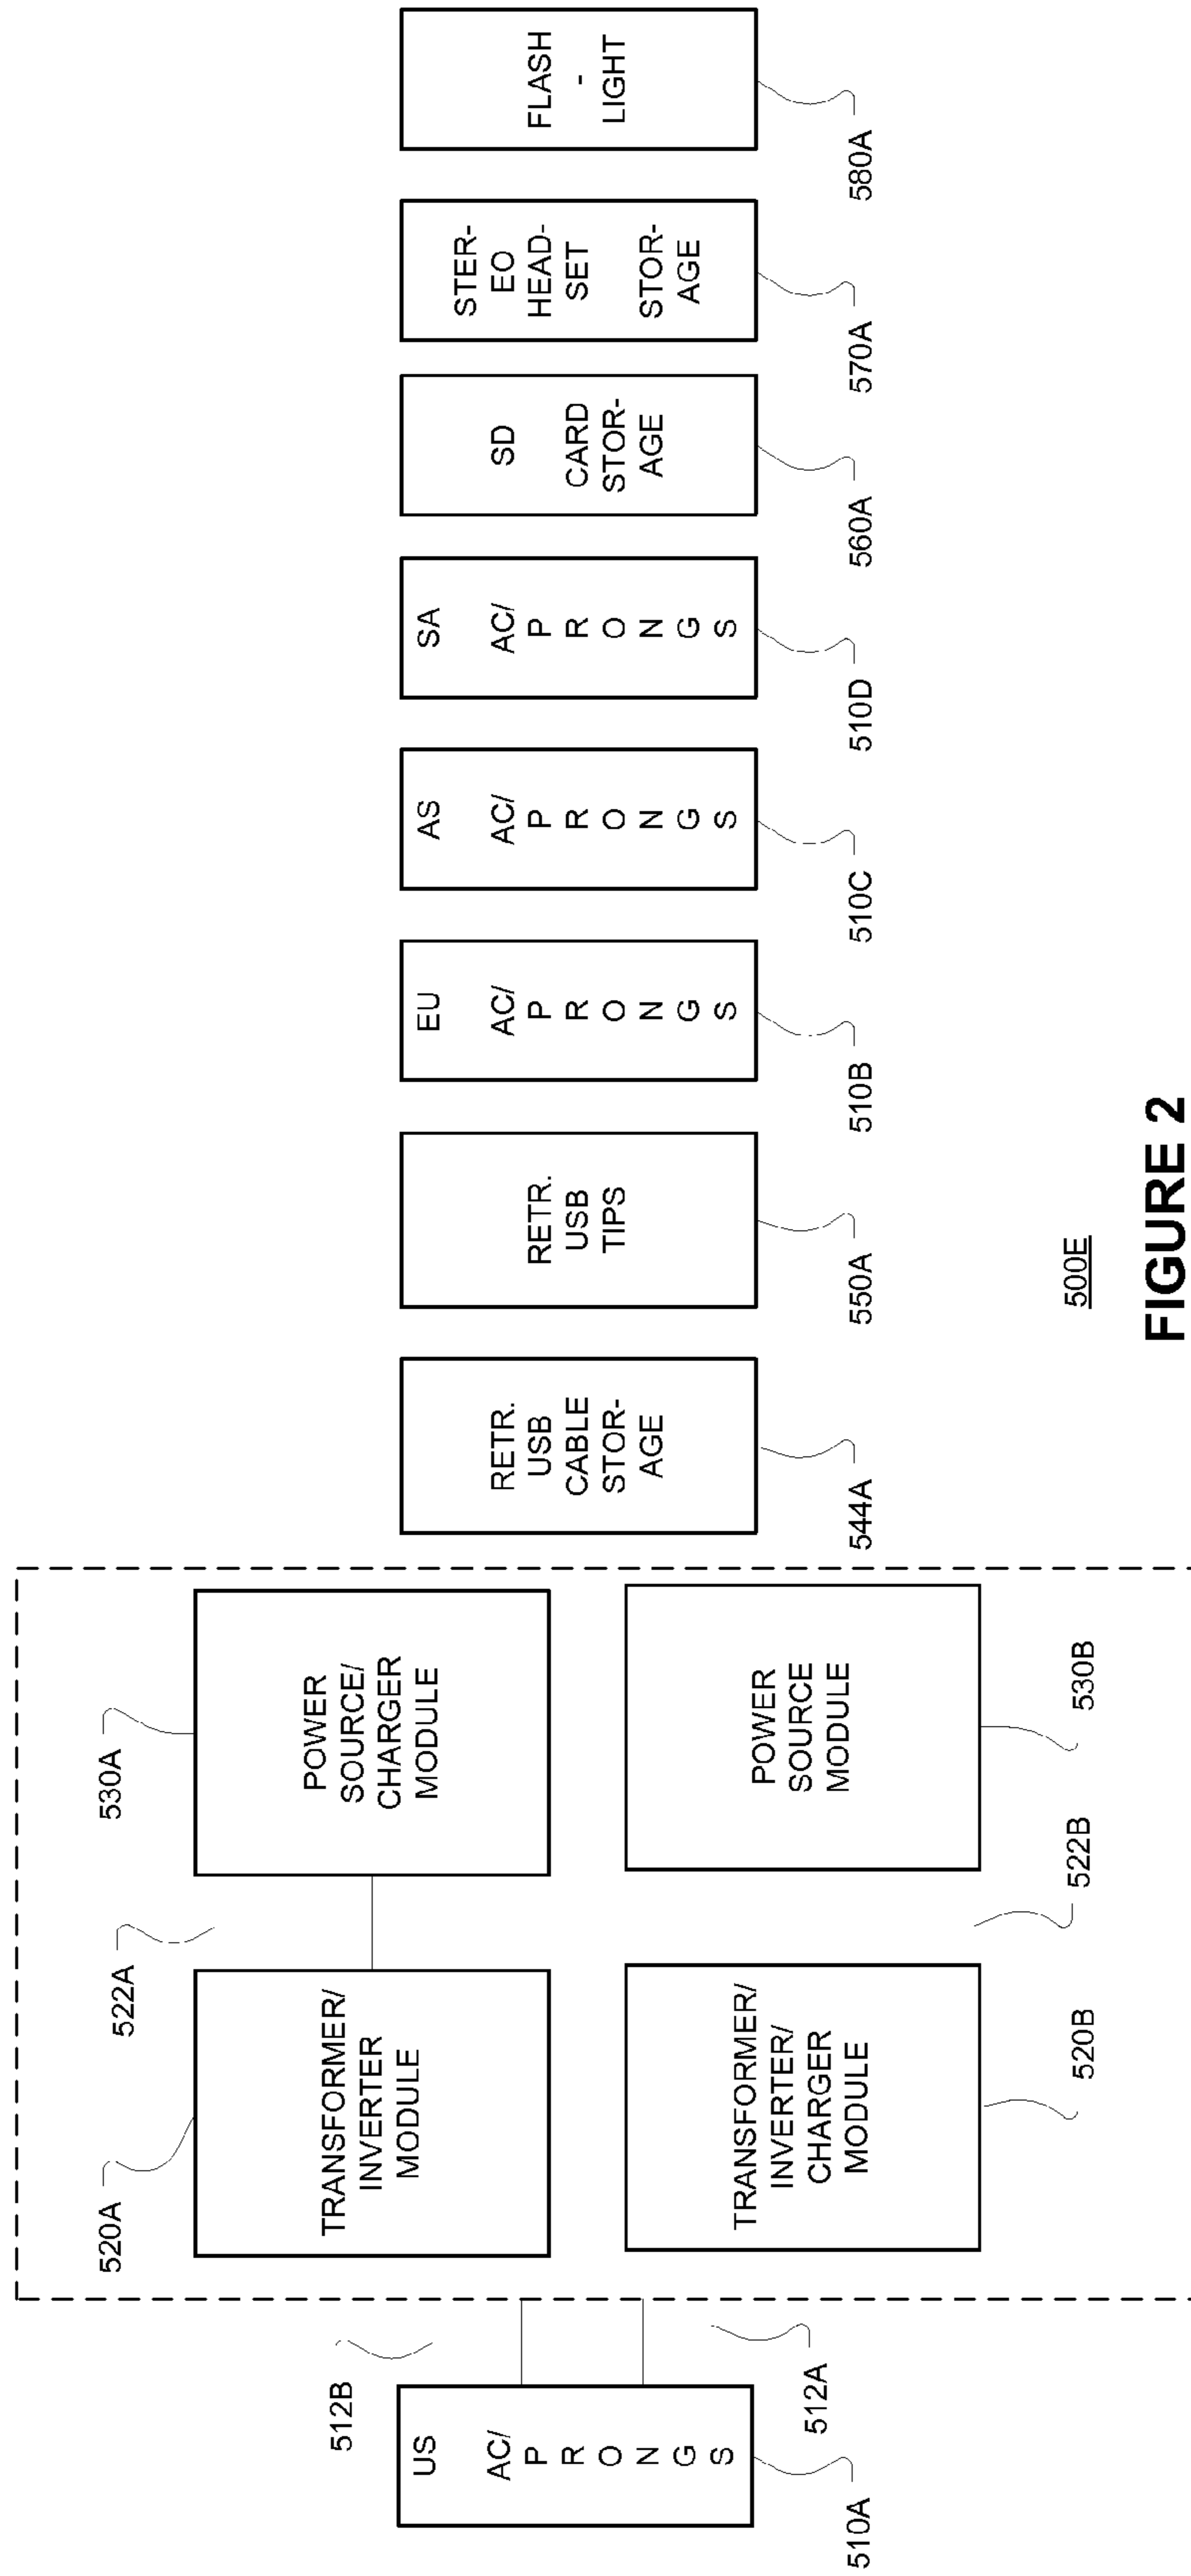 520A
522A
530A
TRANSFORMER/
INVERTER
MODULE
POWER
SOURCE/
CHARGER
MODULE
512B
US
AC/
P
R
O
N
G
S
510A
512A
TRANSFORMER/
INVERTER/
CHARGER
MODULE
POWER
SOURCE
MODULE
520B
522B
530B
RETR.
USB
CABLE
STOR-
AGE
544A
RETR.
USB
TIPS
550A
EU
AC/
P
R
O
N
G
S
510B
AS
AC/
P
R
O
N
G
S
510C
SA
AC/
P
R
O
N
G
S
510D
SD
CARD
STOR-
AGE
560A
STER-
EO
HEAD-
SET
STOR-
AGE
570A
FLASH
-
LIGHT
580A
500E
FIGURE 2